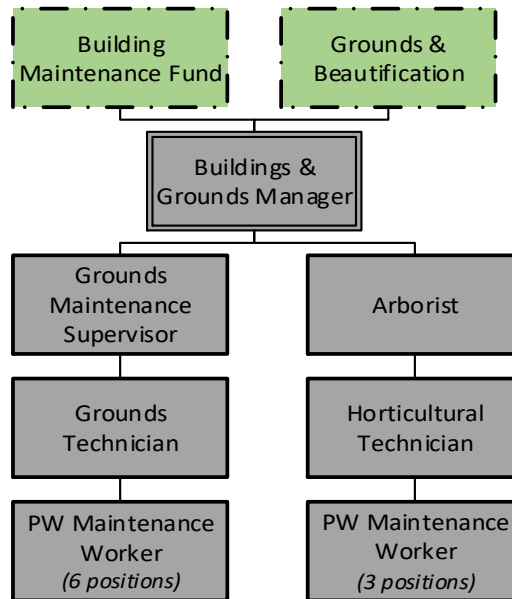 Building
Maintenance Fund
Grounds &
Beautification
Buildings &
Grounds Manager
Grounds
Maintenance
Supervisor
Arborist
Grounds
Technician
Horticultural
Technician
PW Maintenance
Worker
(6 positions)
PW Maintenance
Worker
(3 positions)